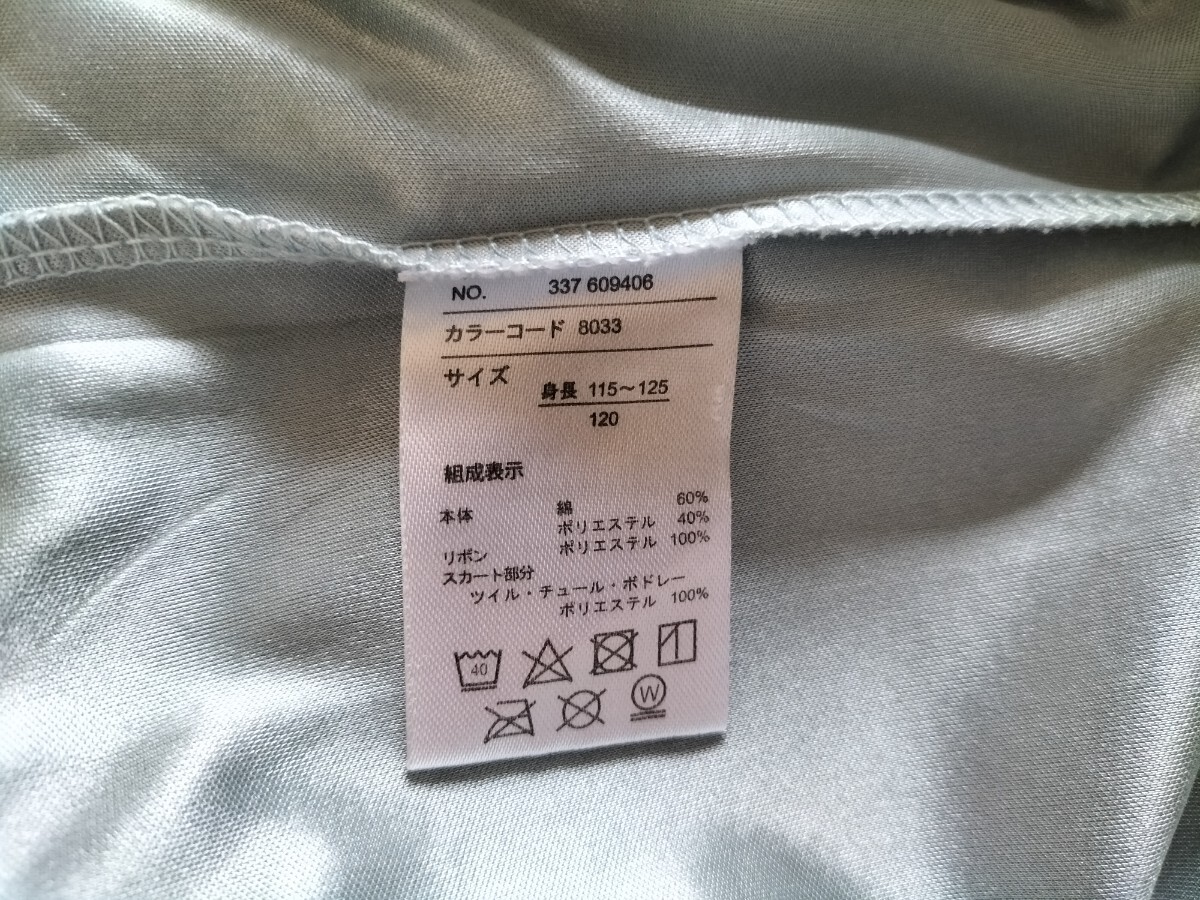 NO. 337 609406
カラーコード 8033
サイズ 身長 115〜125
120
組成表示
本体 綿 60%
ポリエステル 40%
リボン ポリエステル 100%
スカート部分
ツイル・チュール・ボドレー
ポリエステル 100%
40
W